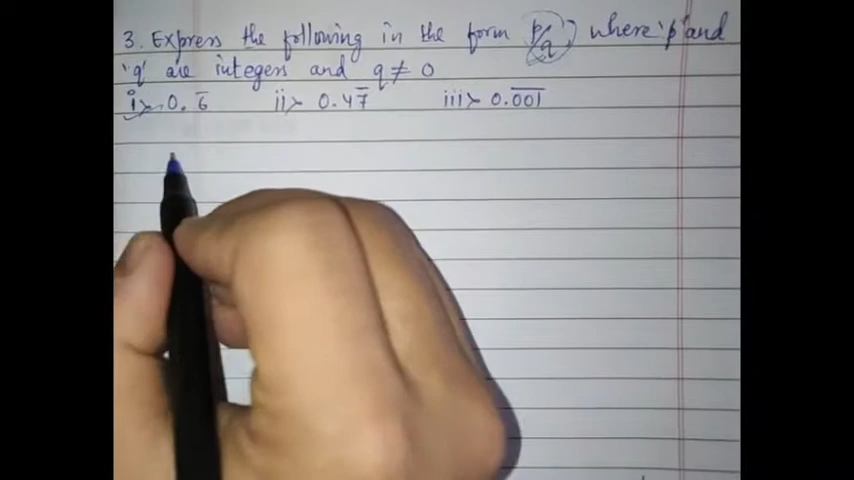 3. Express the following in the form p/q, where 'p' and
'q' are integers and q ≠ 0
i> 0.6̅ ii> 0.47̅ iii> 0.0̅0̅1̅